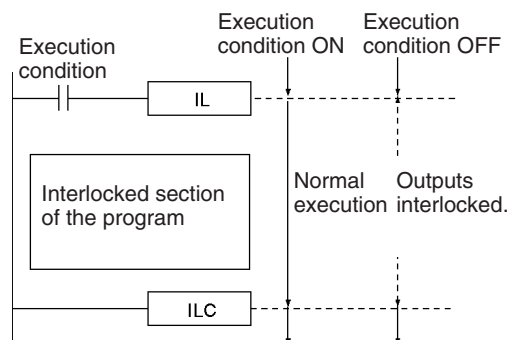 Execution
condition
Execution
condition ON
Execution
condition OFF
IL
Interlocked section
of the program
Normal
execution
Outputs
interlocked.
ILC